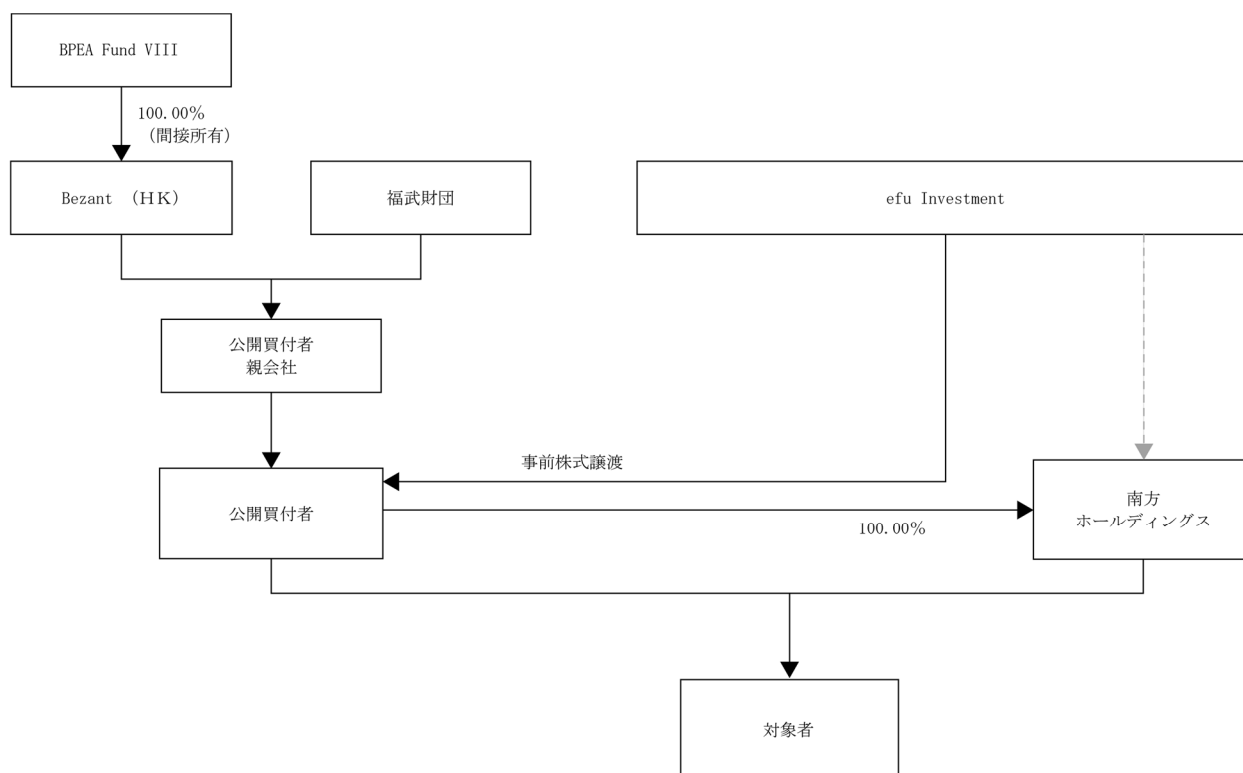 BPEA Fund VIII
100.00%
（間接所有）
Bezant （ＨＫ）
福武財団
efu Investment
公開買付者
親会社
事前株式譲渡
公開買付者
100.00%
南方
ホールディングス
対象者